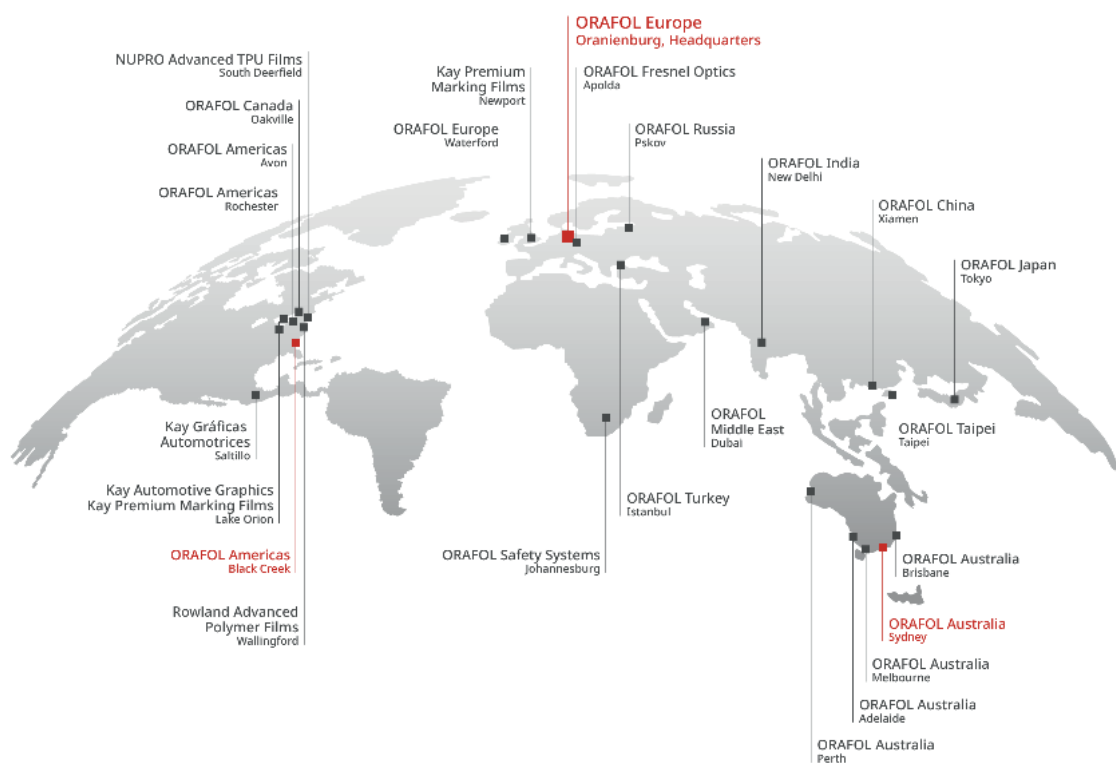 ORAFOL Europe
Oranienburg, Headquarters
NUPRO Advanced TPU Films
South Deerfield
Kay Premium
Marking Films
Newport
ORAFOL Fresnel Optics
Apolda
ORAFOL Canada
Oakville
ORAFOL Europe
Waterford
ORAFOL Russia
Pskov
ORAFOL Americas
Avon
ORAFOL India
New Delhi
ORAFOL Americas
Rochester
ORAFOL China
Xiamen
ORAFOL Japan
Tokyo
Kay Gráficas
Automotrices
Saltillo
ORAFOL
Middle East
Dubai
ORAFOL Taipei
Taipei
Kay Automotive Graphics
Kay Premium Marking Films
Lake Orion
ORAFOL Turkey
Istanbul
ORAFOL Americas
Black Creek
ORAFOL Safety Systems
Johannesburg
ORAFOL Australia
Brisbane
Rowland Advanced
Polymer Films
Wallingford
ORAFOL Australia
Sydney
ORAFOL Australia
Melbourne
ORAFOL Australia
Adelaide
ORAFOL Australia
Perth